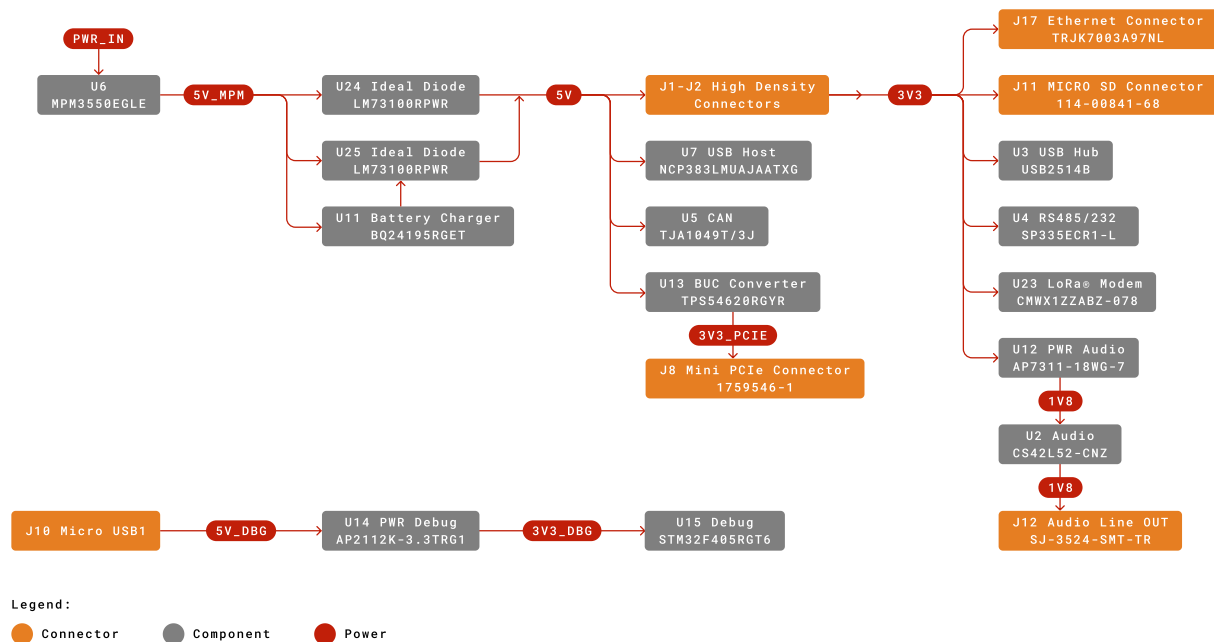 PWR_IN
U6
MPM3550EGLE
5V_MPM
U24 Ideal Diode
LM73100RPWR
U25 Ideal Diode
LM73100RPWR
U11 Battery Charger
BQ24195RGET
5V
J1-J2 High Density
Connectors
U7 USB Host
NCP383LMUAJAATXG
U5 CAN
TJA1049T/3J
U13 BUC Converter
TPS54620RGYR
3V3_PCIE
J8 Mini PCIe Connector
1759546-1
3V3
J17 Ethernet Connector
TRJK7003A97NL
J11 MICRO SD Connector
114-00841-68
U3 USB Hub
USB2514B
U4 RS485/232
SP335ECR1-L
U23 LoRa® Modem
CMWX1ZZABZ-078
U12 PWR Audio
AP7311-18WG-7
1V8
U2 Audio
CS42L52-CNZ
1V8
J12 Audio Line OUT
SJ-3524-SMT-TR
J10 Micro USB1
5V_DBG
U14 PWR Debug
AP2112K-3.3TRG1
3V3_DBG
U15 Debug
STM32F405RGT6
Legend:
Connector
Component
Power